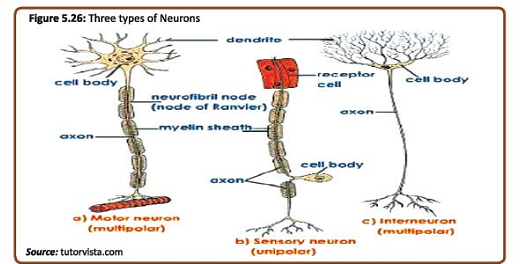 Figure 5.26: Three types of Neurons
dendrite
cell body
neurofibril node
(node of Ranvier)
myelin sheath
axon
a) Motor neuron
(multipolar)
receptor
cell
cell body
axon
b) Sensory neuron
(unipolar)
cell body
axon
c) Interneuron
(multipolar)
Source: tutorvista.com